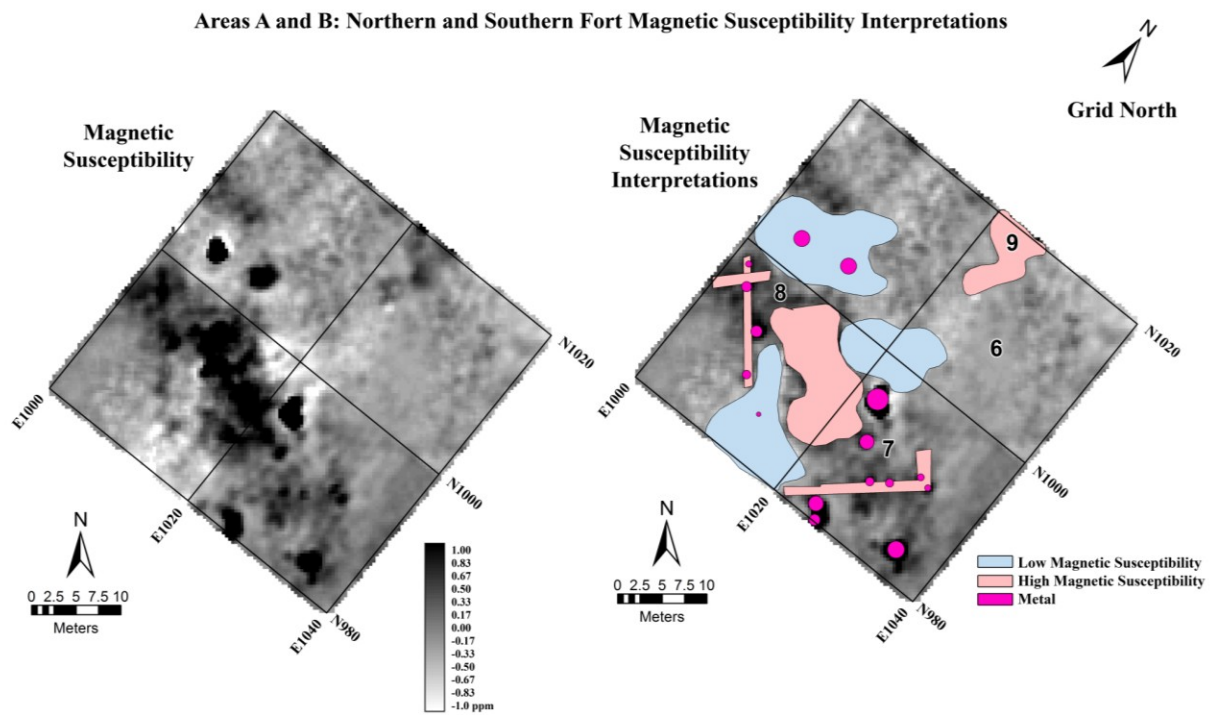 Areas A and B: Northern and Southern Fort Magnetic Susceptibility Interpretations
N
Grid North
Magnetic
Susceptibility
E1000
E1020
E1040
N980
N1000
N1020
N
0 2.5 5 7.5 10
Meters
1.00
0.83
0.67
0.50
0.33
0.17
0.00
-0.17
-0.33
-0.50
-0.67
-0.83
-1.0 ppm
Magnetic
Susceptibility
Interpretations
9
8
6
7
E1000
E1020
E1040
N980
N1000
N1020
N
0 2.5 5 7.5 10
Meters
Low Magnetic Susceptibility
High Magnetic Susceptibility
Metal